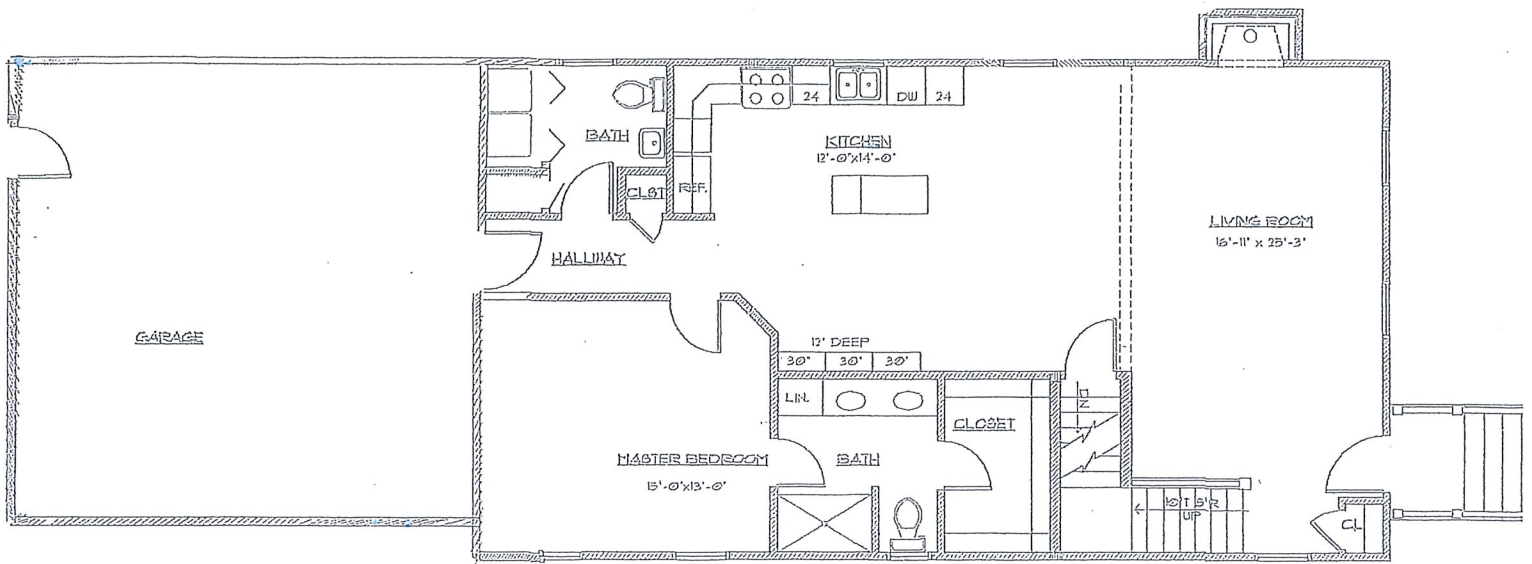 24
DW
24
BATH
KITCHEN
12'-0"x14'-0"
CLST
REF.
LIVING ROOM
16'-11" x 25'-3"
HALLWAY
GARAGE
12" DEEP
30"
30"
30"
LIN.
DN
CLOSET
MASTER BEDROOM
15'-0"x13'-0"
BATH
UP
CL